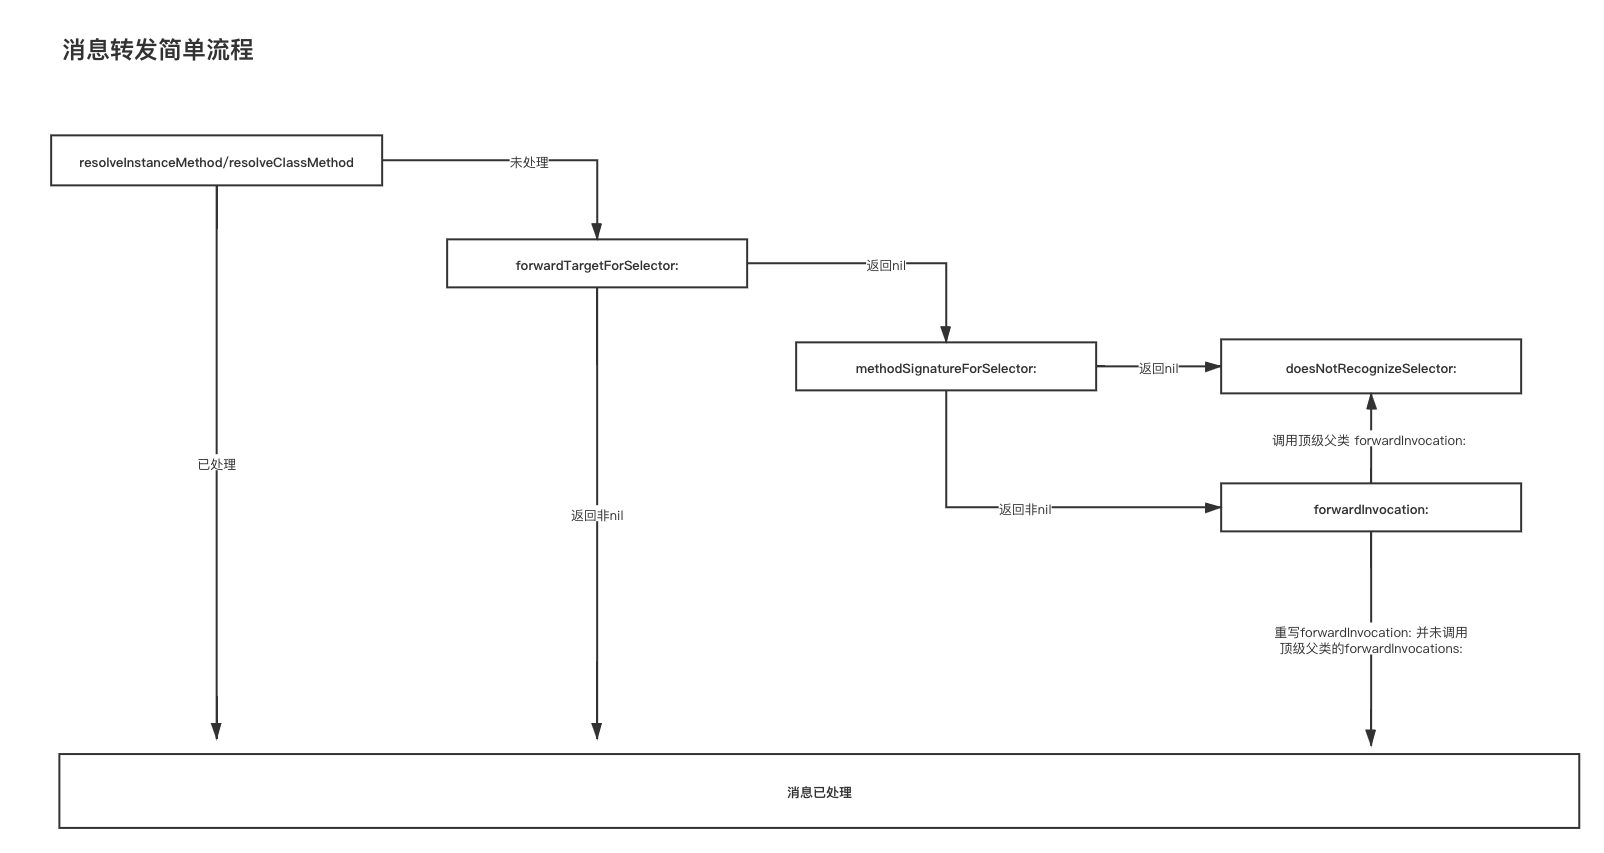 消息转发简单流程
resolveInstanceMethod/resolveClassMethod
未处理
forwardTargetForSelector:
返回nil
methodSignatureForSelector:
返回nil
doesNotRecognizeSelector:
调用顶级父类 forwardInvocation:
已处理
返回非nil
返回非nil
forwardInvocation:
重写forwardInvocation: 并未调用
顶级父类的forwardInvocations:
消息已处理